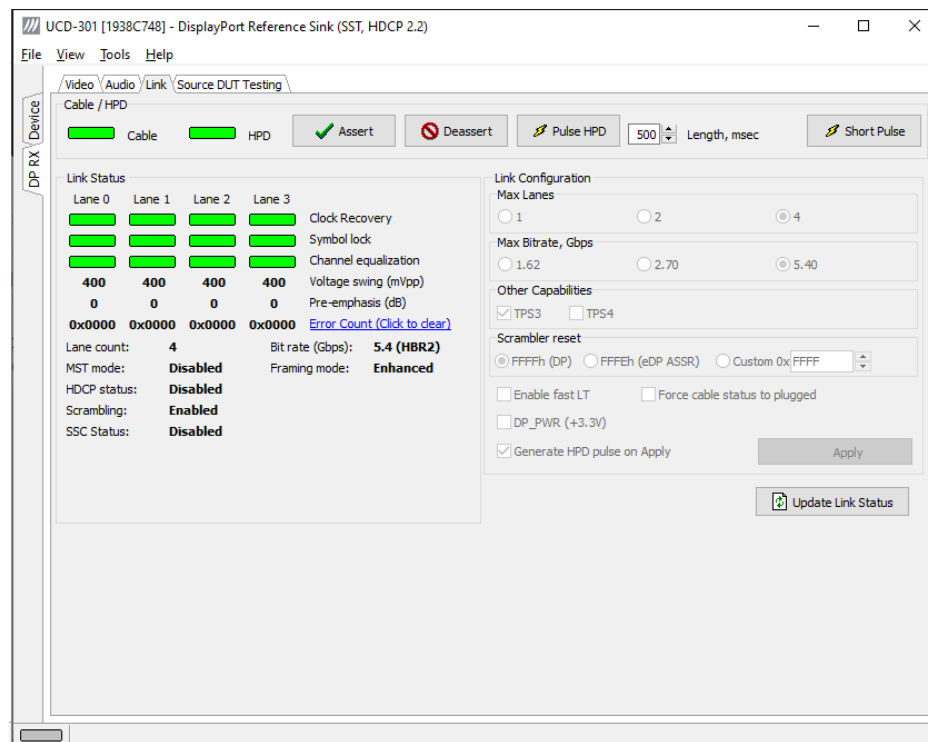 UCD-301 [1938C748] - DisplayPort Reference Sink (SST, HDCP 2.2)
File View Tools Help
Video Audio Link Source DUT Testing
Device
DP RX
Cable / HPD
Cable HPD Assert Deassert Pulse HPD 500 Length, msec Short Pulse
Link Status
Lane 0 Lane 1 Lane 2 Lane 3
Clock Recovery
Symbol lock
Channel equalization
400 400 400 400 Voltage swing (mVpp)
0 0 0 0 Pre-emphasis (dB)
0x0000 0x0000 0x0000 0x0000 Error Count (Click to clear)
Lane count: 4 Bit rate (Gbps): 5.4 (HBR2)
MST mode: Disabled Framing mode: Enhanced
HDCP status: Disabled
Scrambling: Enabled
SSC Status: Disabled
Link Configuration
Max Lanes
1 2 4
Max Bitrate, Gbps
1.62 2.70 5.40
Other Capabilities
TPS3 TPS4
Scrambler reset
FFFFh (DP) FFFEh (eDP ASSR) Custom 0x FFFF
Enable fast LT Force cable status to plugged
DP_PWR (+3.3V)
Generate HPD pulse on Apply Apply
Update Link Status